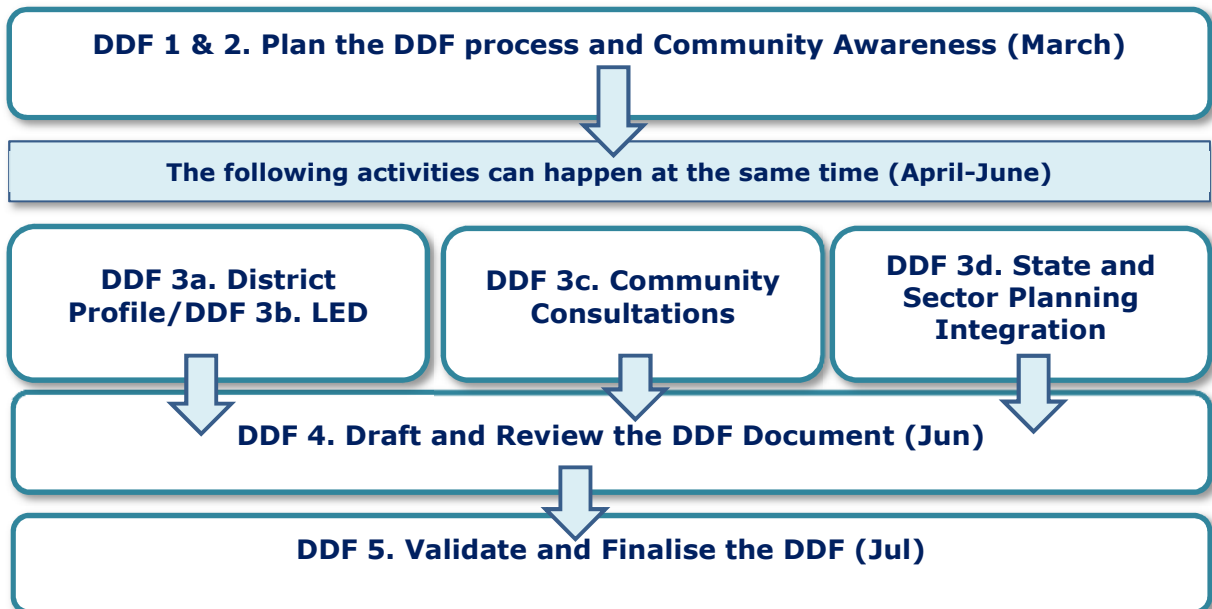 DDF 1 & 2. Plan the DDF process and Community Awareness (March)
The following activities can happen at the same time (April-June)
DDF 3a. District
Profile/DDF 3b. LED
DDF 3c. Community
Consultations
DDF 3d. State and
Sector Planning
Integration
DDF 4. Draft and Review the DDF Document (Jun)
DDF 5. Validate and Finalise the DDF (Jul)